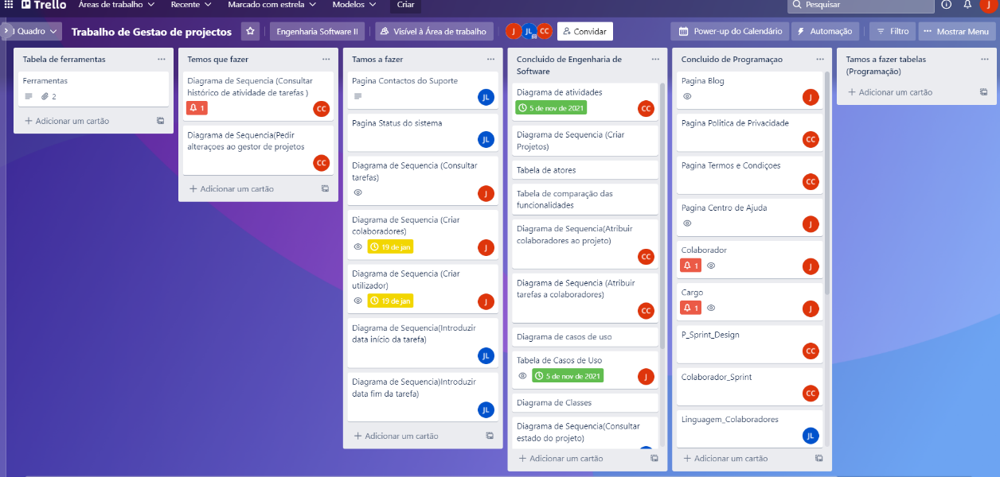 Trello
Áreas de trabalho
Recente
Marcado com estrela
Modelos
Criar
Pesquisar
J
Quadro
Trabalho de Gestao de projectos
Engenharia Software II
Visível à Área de trabalho
J
JL
CC
Convidar
Power-up do Calendário
Automação
Filtro
Mostrar Menu
Tabela de ferramentas
Ferramentas
2
Adicionar um cartão
Temos que fazer
Diagrama de Sequencia (Consultar
histórico de atividade de tarefas )
1
CC
Diagrama de Sequencia(Pedir
alteraçoes ao gestor de projetos
CC
Adicionar um cartão
Tamos a fazer
Pagina Contactos do Suporte
JL
Pagina Status do sistema
JL
Diagrama de Sequencia (Consultar
tarefas)
J
Diagrama de Sequencia (Criar
colaboradores)
19 de jan
J
Diagrama de Sequencia (Criar
utilizador)
19 de jan
J
Diagrama de Sequencia(Introduzir
data início da tarefa)
JL
Diagrama de Sequencia)Introduzir
data fim da tarefa)
JL
Adicionar um cartão
Concluido de Engenharia de
Software
Diagrama de atividades
5 de nov de 2021
CC
Diagrama de Sequencia (Criar
Projetos)
Tabela de atores
Tabela de comparação das
funcionalidades
Diagrama de Sequencia(Atribuir
colaboradores ao projeto)
CC
Diagrama de Sequencia (Atribuir
tarefas a colaboradores)
CC
Diagrama de casos de uso
Tabela de Casos de Uso
5 de nov de 2021
J
Diagrama de Classes
Diagrama de Sequencia(Consultar
estado do projeto)
Adicionar um cartão
Concluido de Programaçao
Pagina Blog
J
Pagina Politica de Privacidade
CC
Pagina Termos e Condiçoes
CC
Pagina Centro de Ajuda
J
Colaborador
1
J
Cargo
1
J
P_Sprint_Design
CC
Colaborador_Sprint
CC
Linguagem_Colaboradores
JL
Adicionar um cartão
Tamos a fazer tabelas
(Programação)
Adicionar um cartão